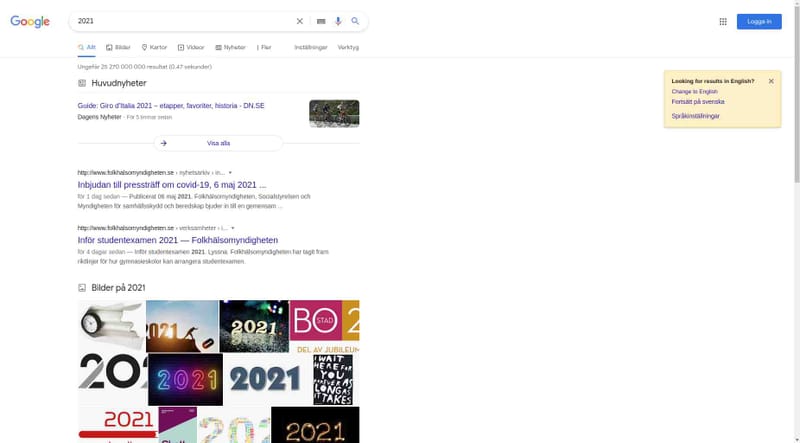 Google
2021
Logga in
Allt
Bilder
Kartor
Videor
Nyheter
Fler
Inställningar
Verktyg
Ungefär 25 270 000 000 resultat (0,47 sekunder)
Looking for results in English?
Change to English
Fortsätt på svenska
Språkinställningar
Huvudnyheter
Guide: Giro d'Italia 2021 – etapper, favoriter, historia - DN.SE
Dagens Nyheter · För 5 timmar sedan
Visa alla
http://www.folkhalsomyndigheten.se › nyhetsarkiv › in...
Inbjudan till pressträff om covid-19, 6 maj 2021 ...
för 1 dag sedan — Publicerat 06 maj 2021. Folkhälsomyndigheten, Socialstyrelsen och
Myndigheten för samhällsskydd och beredskap bjuder in till en gemensam ...
http://www.folkhalsomyndigheten.se › verksamheter › i...
Inför studentexamen 2021 — Folkhälsomyndigheten
för 4 dagar sedan — Inför studentexamen 2021. Lyssna. Folkhälsomyndigheten har tagit fram
riktlinjer för hur gymnasieskolor kan arrangera studentexamen.
Bilder på 2021
2021
2021
BO
STAD
2
DEL AV JUBILEUM
202
2021
2021
I WAIT
HERE FOR
YOU
FOREVER AS
LONG AS
IT TAKES
2021
202
2021